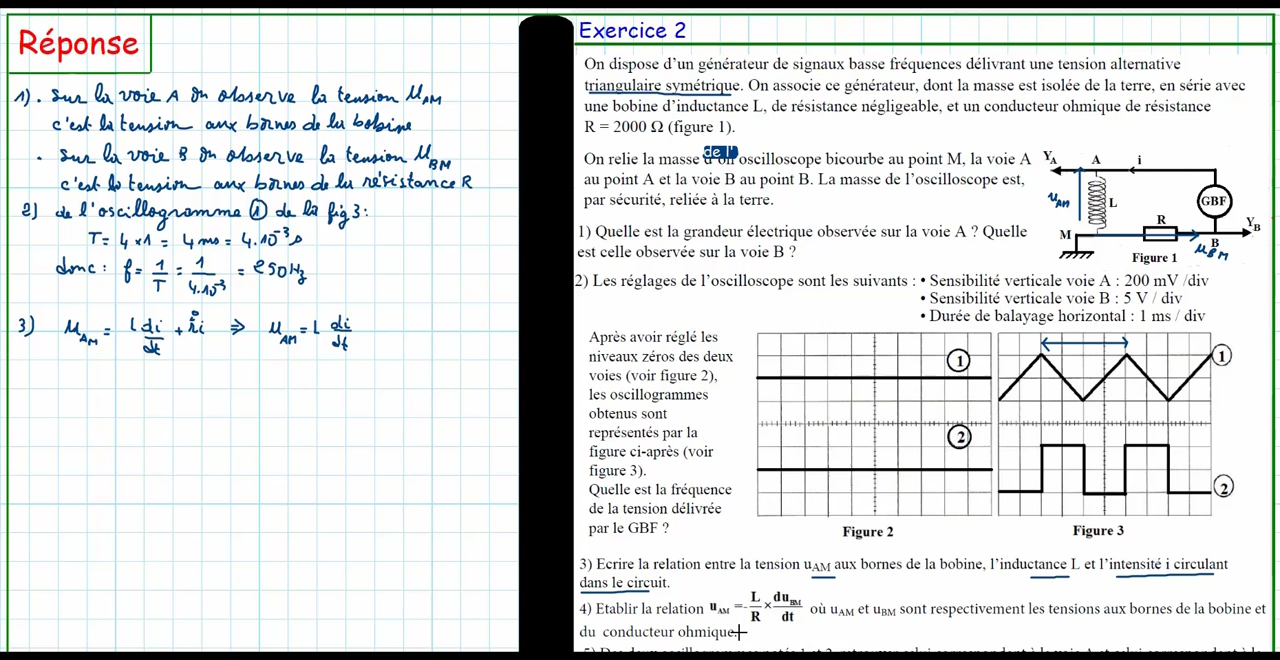 Réponse
1). Sur la voie A on observe la tension U_AM
c'est la tension aux bornes de la bobine
. Sur la voie B on observe la tension U_BM
c'est la tension aux bornes de la résistance R
2) de l'oscillogramme ① de la fig3:
T = 4 x 1 = 4 ms = 4.10⁻³ s
donc : f = 1/T = 1/4.10⁻³ = 250 Hz
3) U_AM = L di/dt + r i ⇒ U_AM = L di/dt
0
Exercice 2
On dispose d'un générateur de signaux basse fréquences délivrant une tension alternative
triangulaire symétrique. On associe ce générateur, dont la masse est isolée de la terre, en série avec
une bobine d'inductance L, de résistance négligeable, et un conducteur ohmique de résistance
R = 2000 Ω (figure 1).
On relie la masse de l' oscilloscope bicourbe au point M, la voie A
au point A et la voie B au point B. La masse de l'oscilloscope est,
par sécurité, reliée à la terre.
1) Quelle est la grandeur électrique observée sur la voie A ? Quelle
est celle observée sur la voie B ?
Y_A A i
U_AM L GBF
M R B Y_B
U_BM
Figure 1
2) Les réglages de l'oscilloscope sont les suivants : • Sensibilité verticale voie A : 200 mV /div
• Sensibilité verticale voie B : 5 V / div
• Durée de balayage horizontal : 1 ms / div
Après avoir réglé les
niveaux zéros des deux
voies (voir figure 2),
les oscillogrammes
obtenus sont
représentés par la
figure ci-après (voir
figure 3).
Quelle est la fréquence
de la tension délivrée
par le GBF ?
①
②
Figure 2
①
②
Figure 3
3) Ecrire la relation entre la tension u_AM aux bornes de la bobine, l'inductance L et l'intensité i circulant
dans le circuit.
4) Etablir la relation u_AM = - L/R × du_BM/dt où u_AM et u_BM sont respectivement les tensions aux bornes de la bobine et
du conducteur ohmique